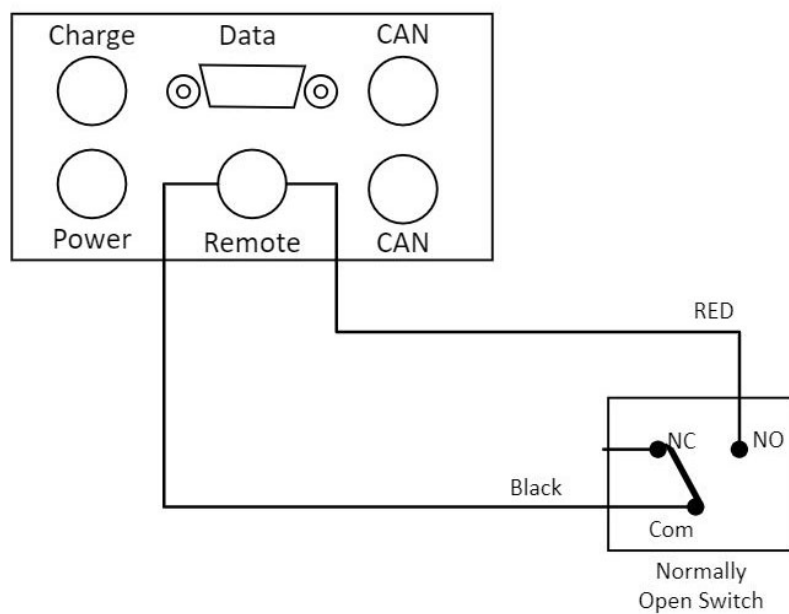 Charge
Data
CAN
Power
Remote
CAN
RED
NC
NO
Black
Com
Normally
Open Switch